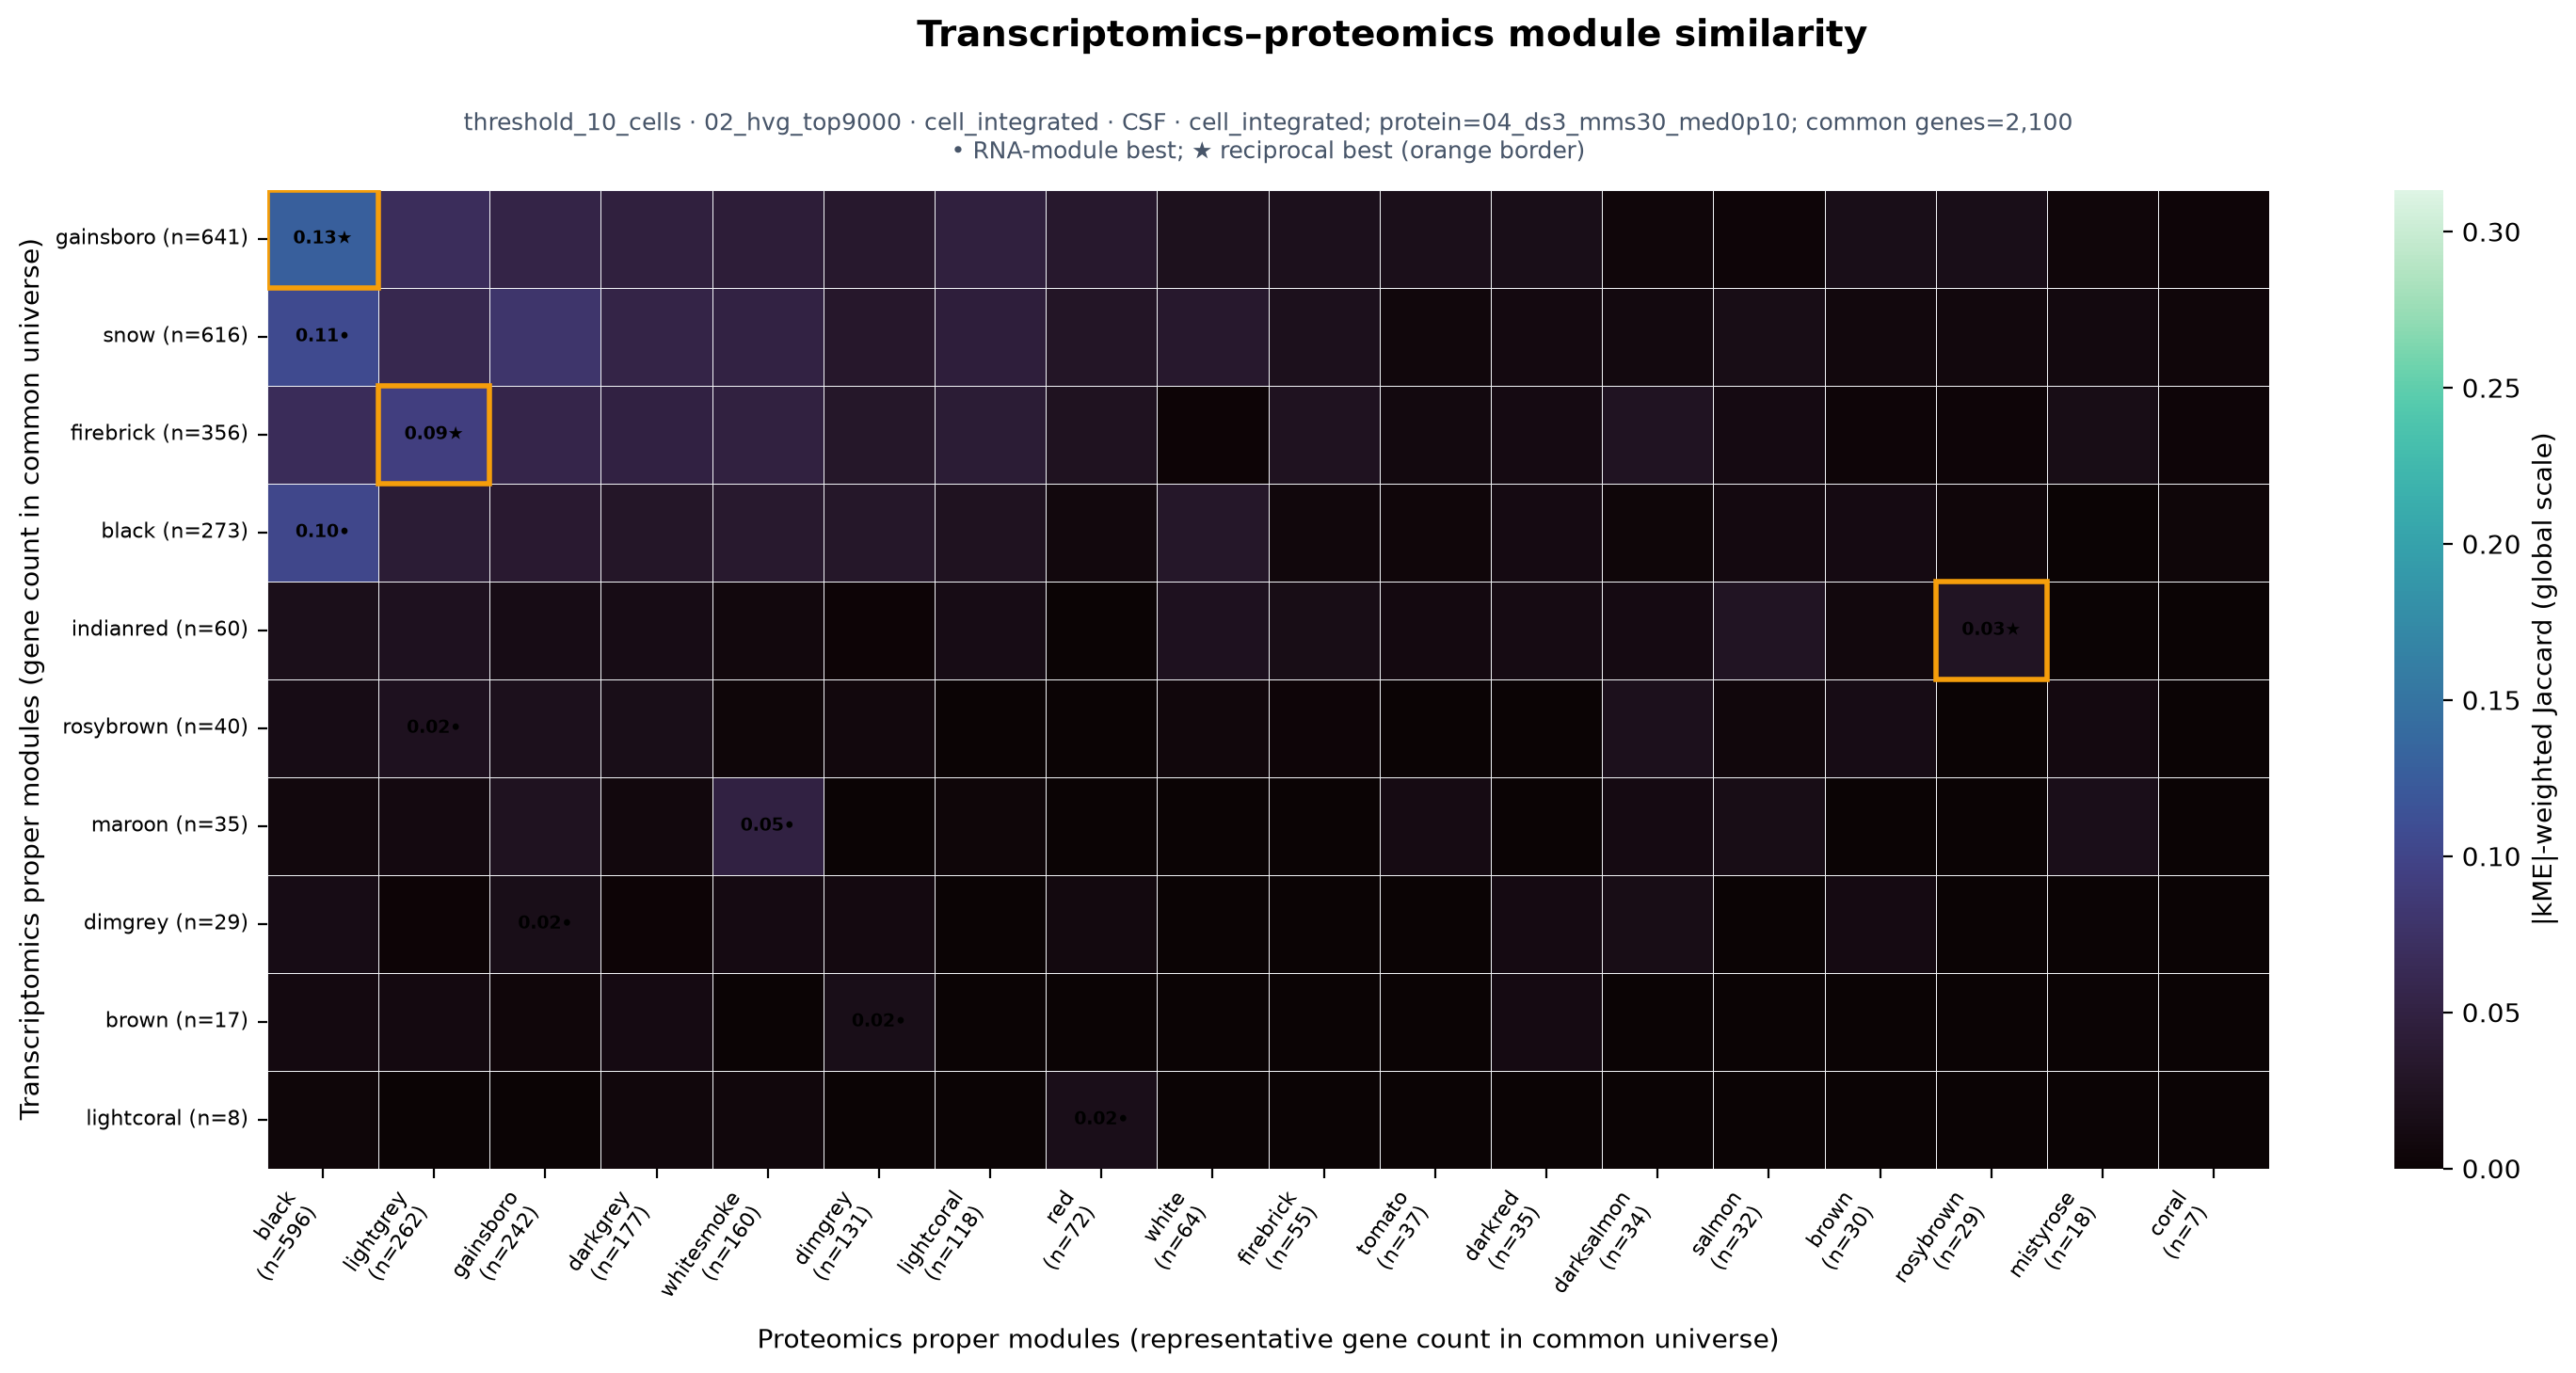 Transcriptomics–proteomics module similarity
threshold_10_cells · 02_hvg_top9000 · cell_integrated · CSF · cell_integrated; protein=04_ds3_mms30_med0p10; common genes=2,100
• RNA-module best; ★ reciprocal best (orange border)
Transcriptomics proper modules (gene count in common universe)
gainsboro (n=641)
snow (n=616)
firebrick (n=356)
black (n=273)
indianred (n=60)
rosybrown (n=40)
maroon (n=35)
dimgrey (n=29)
brown (n=17)
lightcoral (n=8)
0.13★
0.11•
0.09★
0.10•
0.03★
0.02•
0.05•
0.02•
0.02•
0.02•
black
(n=596)
lightgrey
(n=262)
gainsboro
(n=242)
darkgrey
(n=177)
whitesmoke
(n=160)
dimgrey
(n=131)
lightcoral
(n=118)
red
(n=72)
white
(n=64)
firebrick
(n=55)
tomato
(n=37)
darkred
(n=35)
darksalmon
(n=34)
salmon
(n=32)
brown
(n=30)
rosybrown
(n=29)
mistyrose
(n=18)
coral
(n=7)
Proteomics proper modules (representative gene count in common universe)
0.30
0.25
0.20
0.15
0.10
0.05
0.00
|kME|-weighted Jaccard (global scale)